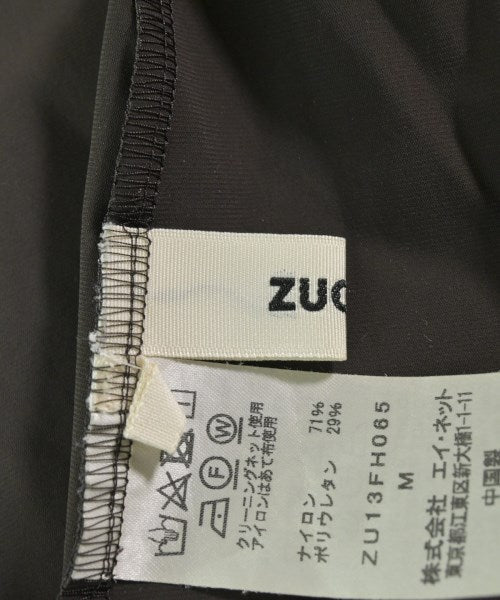 ZUC
F
W
クリーニングネット使用
アイロンはあて布使用
ナイロン 71%
ポリウレタン 29%
ZU13FH065
M
株式会社 エイ・ネット
東京都江東区新大橋1-1-11
中国製